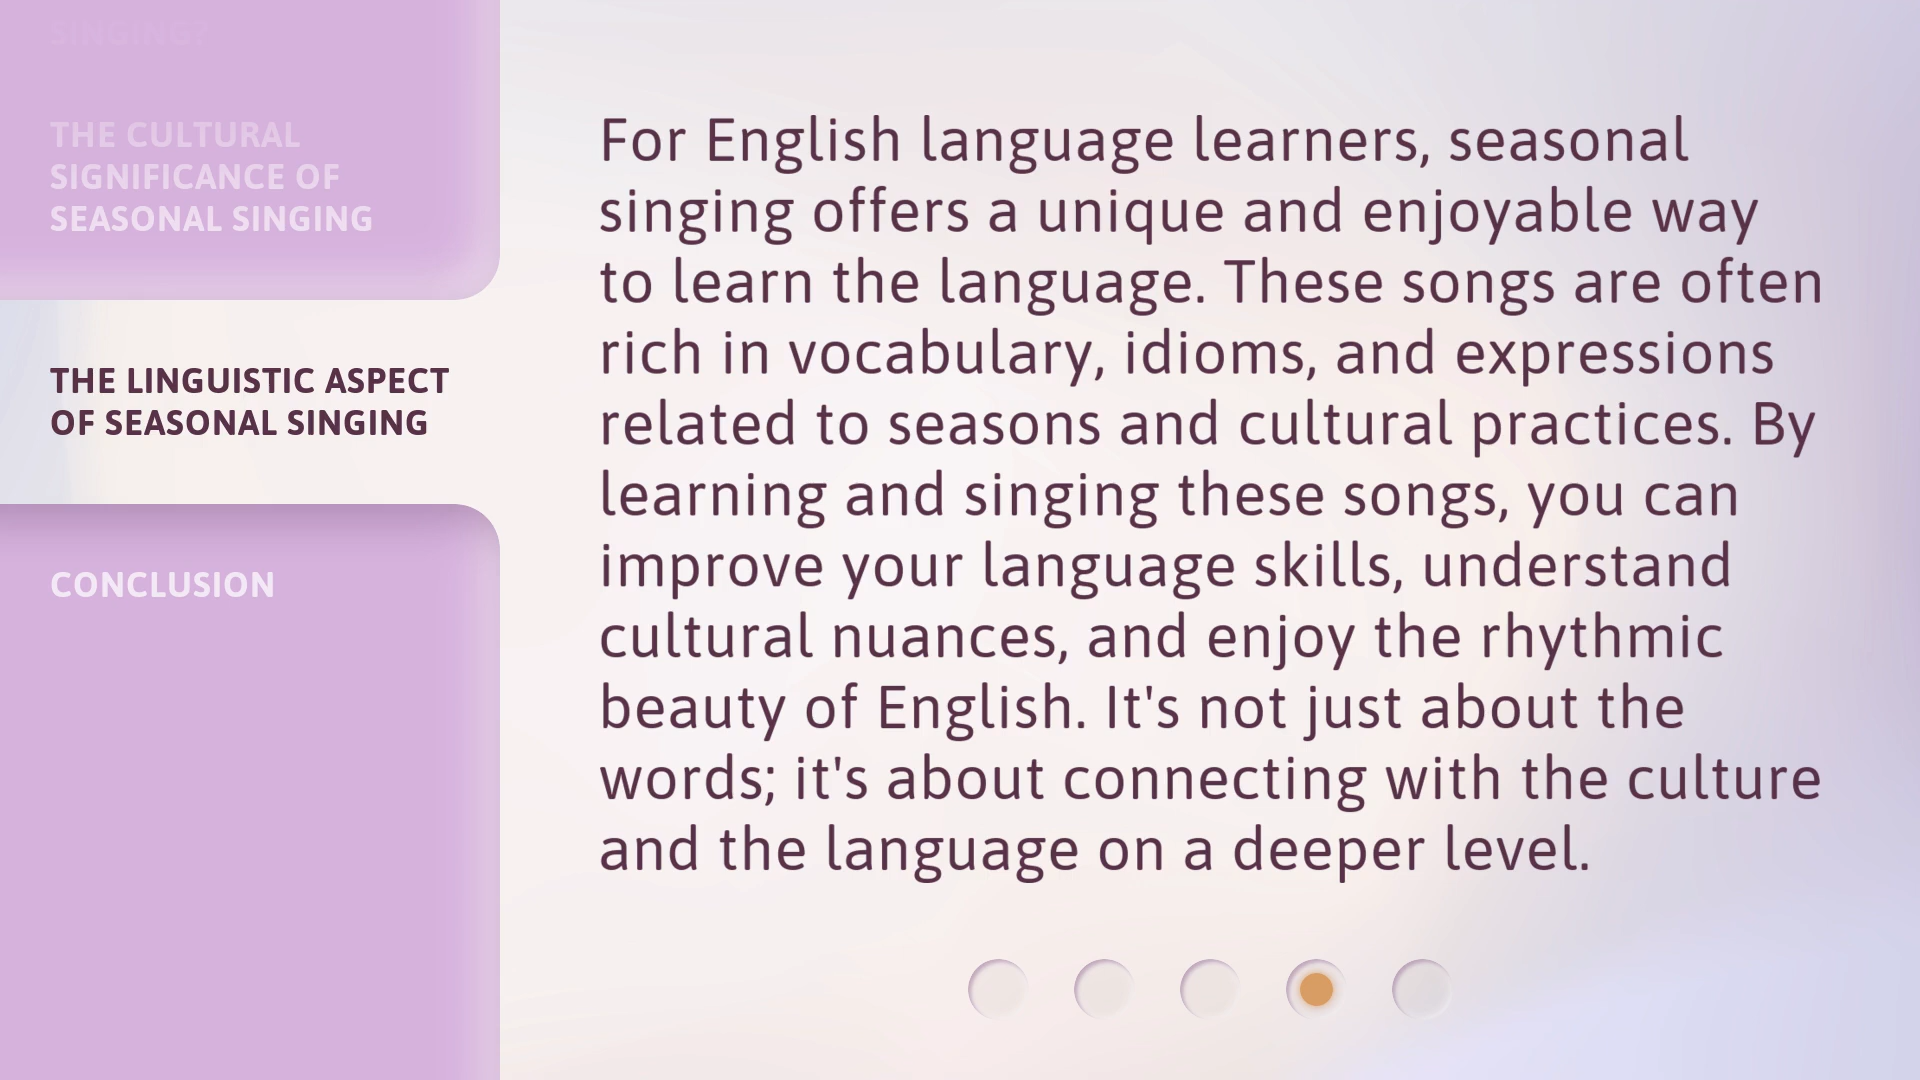 SINGING?
THE CULTURAL
SIGNIFICANCE OF
SEASONAL SINGING
THE LINGUISTIC ASPECT
OF SEASONAL SINGING
CONCLUSION
For English language learners, seasonal
singing offers a unique and enjoyable way
to learn the language. These songs are often
rich in vocabulary, idioms, and expressions
related to seasons and cultural practices. By
learning and singing these songs, you can
improve your language skills, understand
cultural nuances, and enjoy the rhythmic
beauty of English. It's not just about the
words; it's about connecting with the culture
and the language on a deeper level.